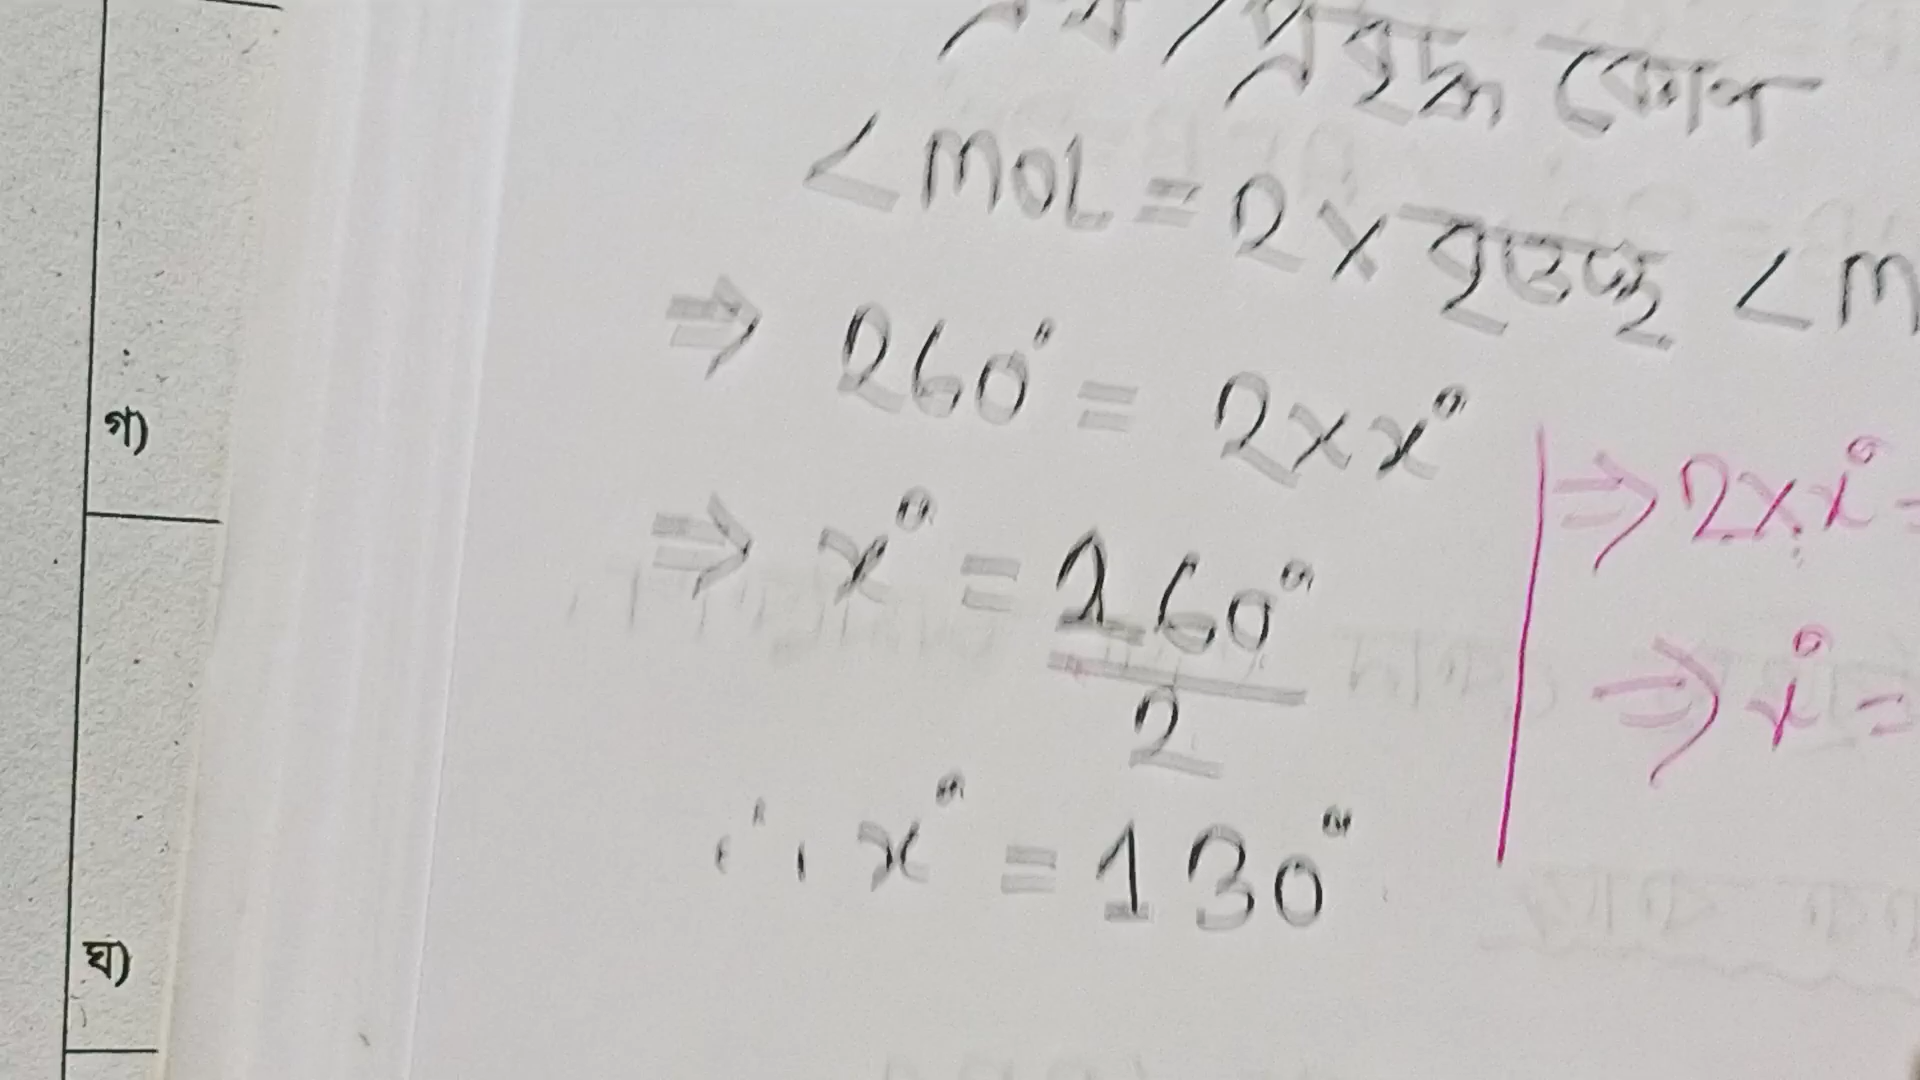 প্রবৃদ্ধ কোণ
∠MOL = 2 × বৃত্তস্থ ∠M
⇒ 260° = 2 × x°
⇒ x° = 260° / 2
∴ x° = 130°
⇒ 2 × x° =
⇒ x° =
গ)
ঘ)